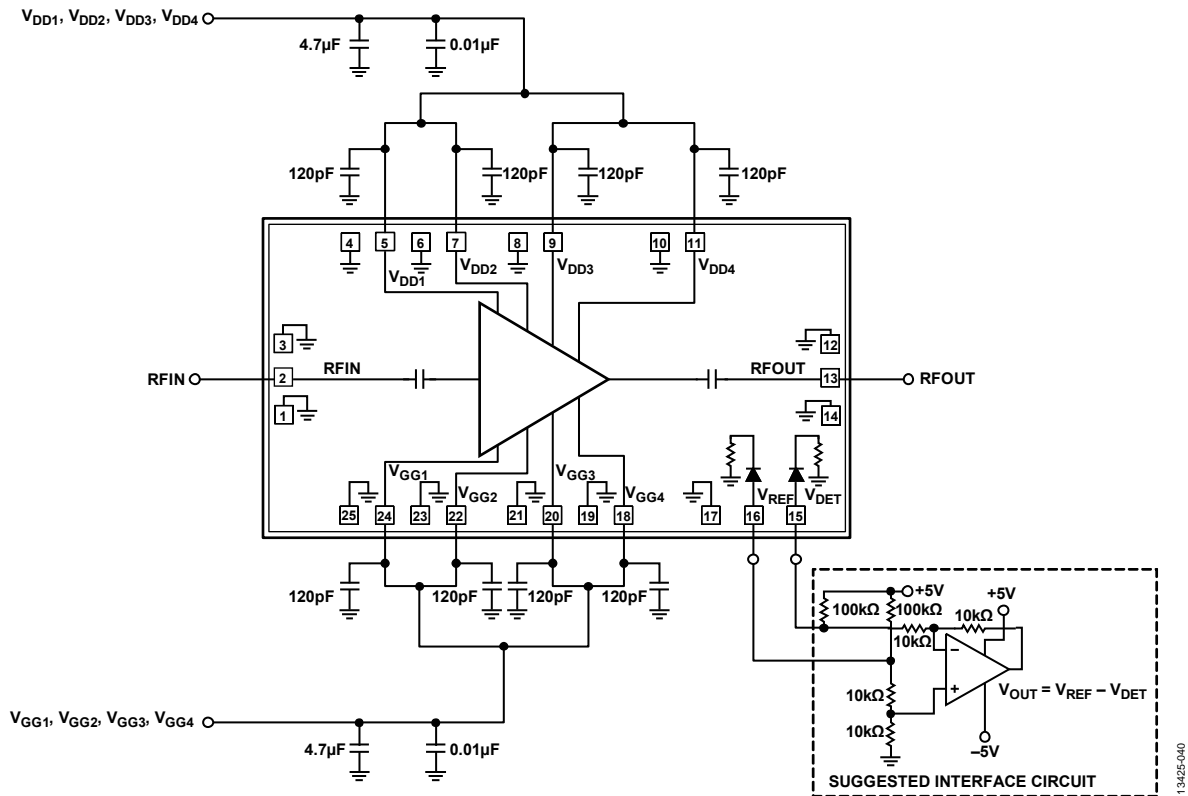 VDD1, VDD2, VDD3, VDD4
4.7µF
0.01µF
120pF
120pF
120pF
120pF
4
5
6
7
8
9
10
11
VDD1
VDD2
VDD3
VDD4
3
12
RFIN
2
RFIN
RFOUT
13
RFOUT
1
14
VGG1
VGG2
VGG3
VGG4
VREF
VDET
25
24
23
22
21
20
19
18
17
16
15
120pF
120pF
120pF
120pF
+5V
+5V
100kΩ
100kΩ
10kΩ
10kΩ
–
+
10kΩ
VOUT = VREF – VDET
10kΩ
–5V
SUGGESTED INTERFACE CIRCUIT
VGG1, VGG2, VGG3, VGG4
4.7µF
0.01µF
13425-040